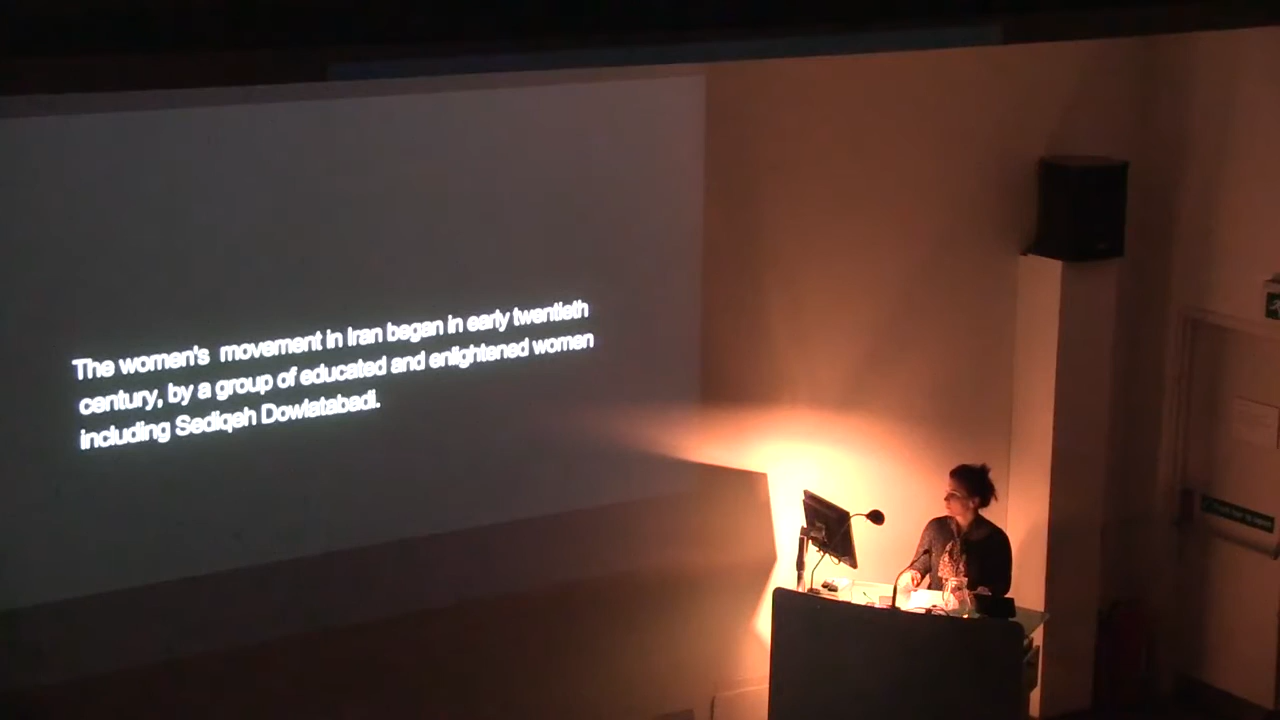 The women's  movement in Iran began in early twentieth
century, by a group of educated and enlightened women
including Sediqeh Dowlatabadi.